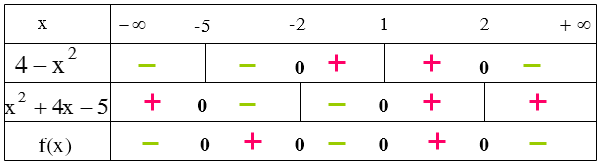 x −∞ -5 -2 1 2 +∞
4 − x² − − 0 + + 0 −
x² + 4x − 5 + 0 − − 0 + +
f(x) − 0 + 0 − 0 + 0 −